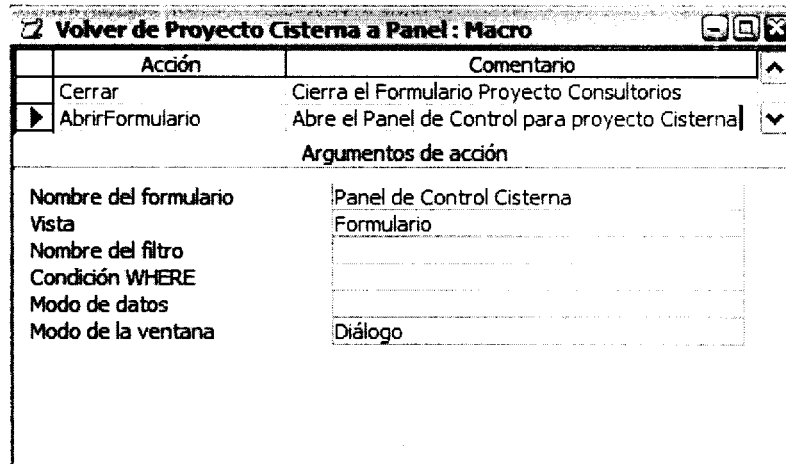 Volver de Proyecto Cisterna a Panel : Macro
Acción Comentario
Cerrar Cierra el Formulario Proyecto Consultorios
AbrirFormulario Abre el Panel de Control para proyecto Cisterna
Argumentos de acción
Nombre del formulario Panel de Control Cisterna
Vista Formulario
Nombre del filtro
Condición WHERE
Modo de datos
Modo de la ventana Diálogo